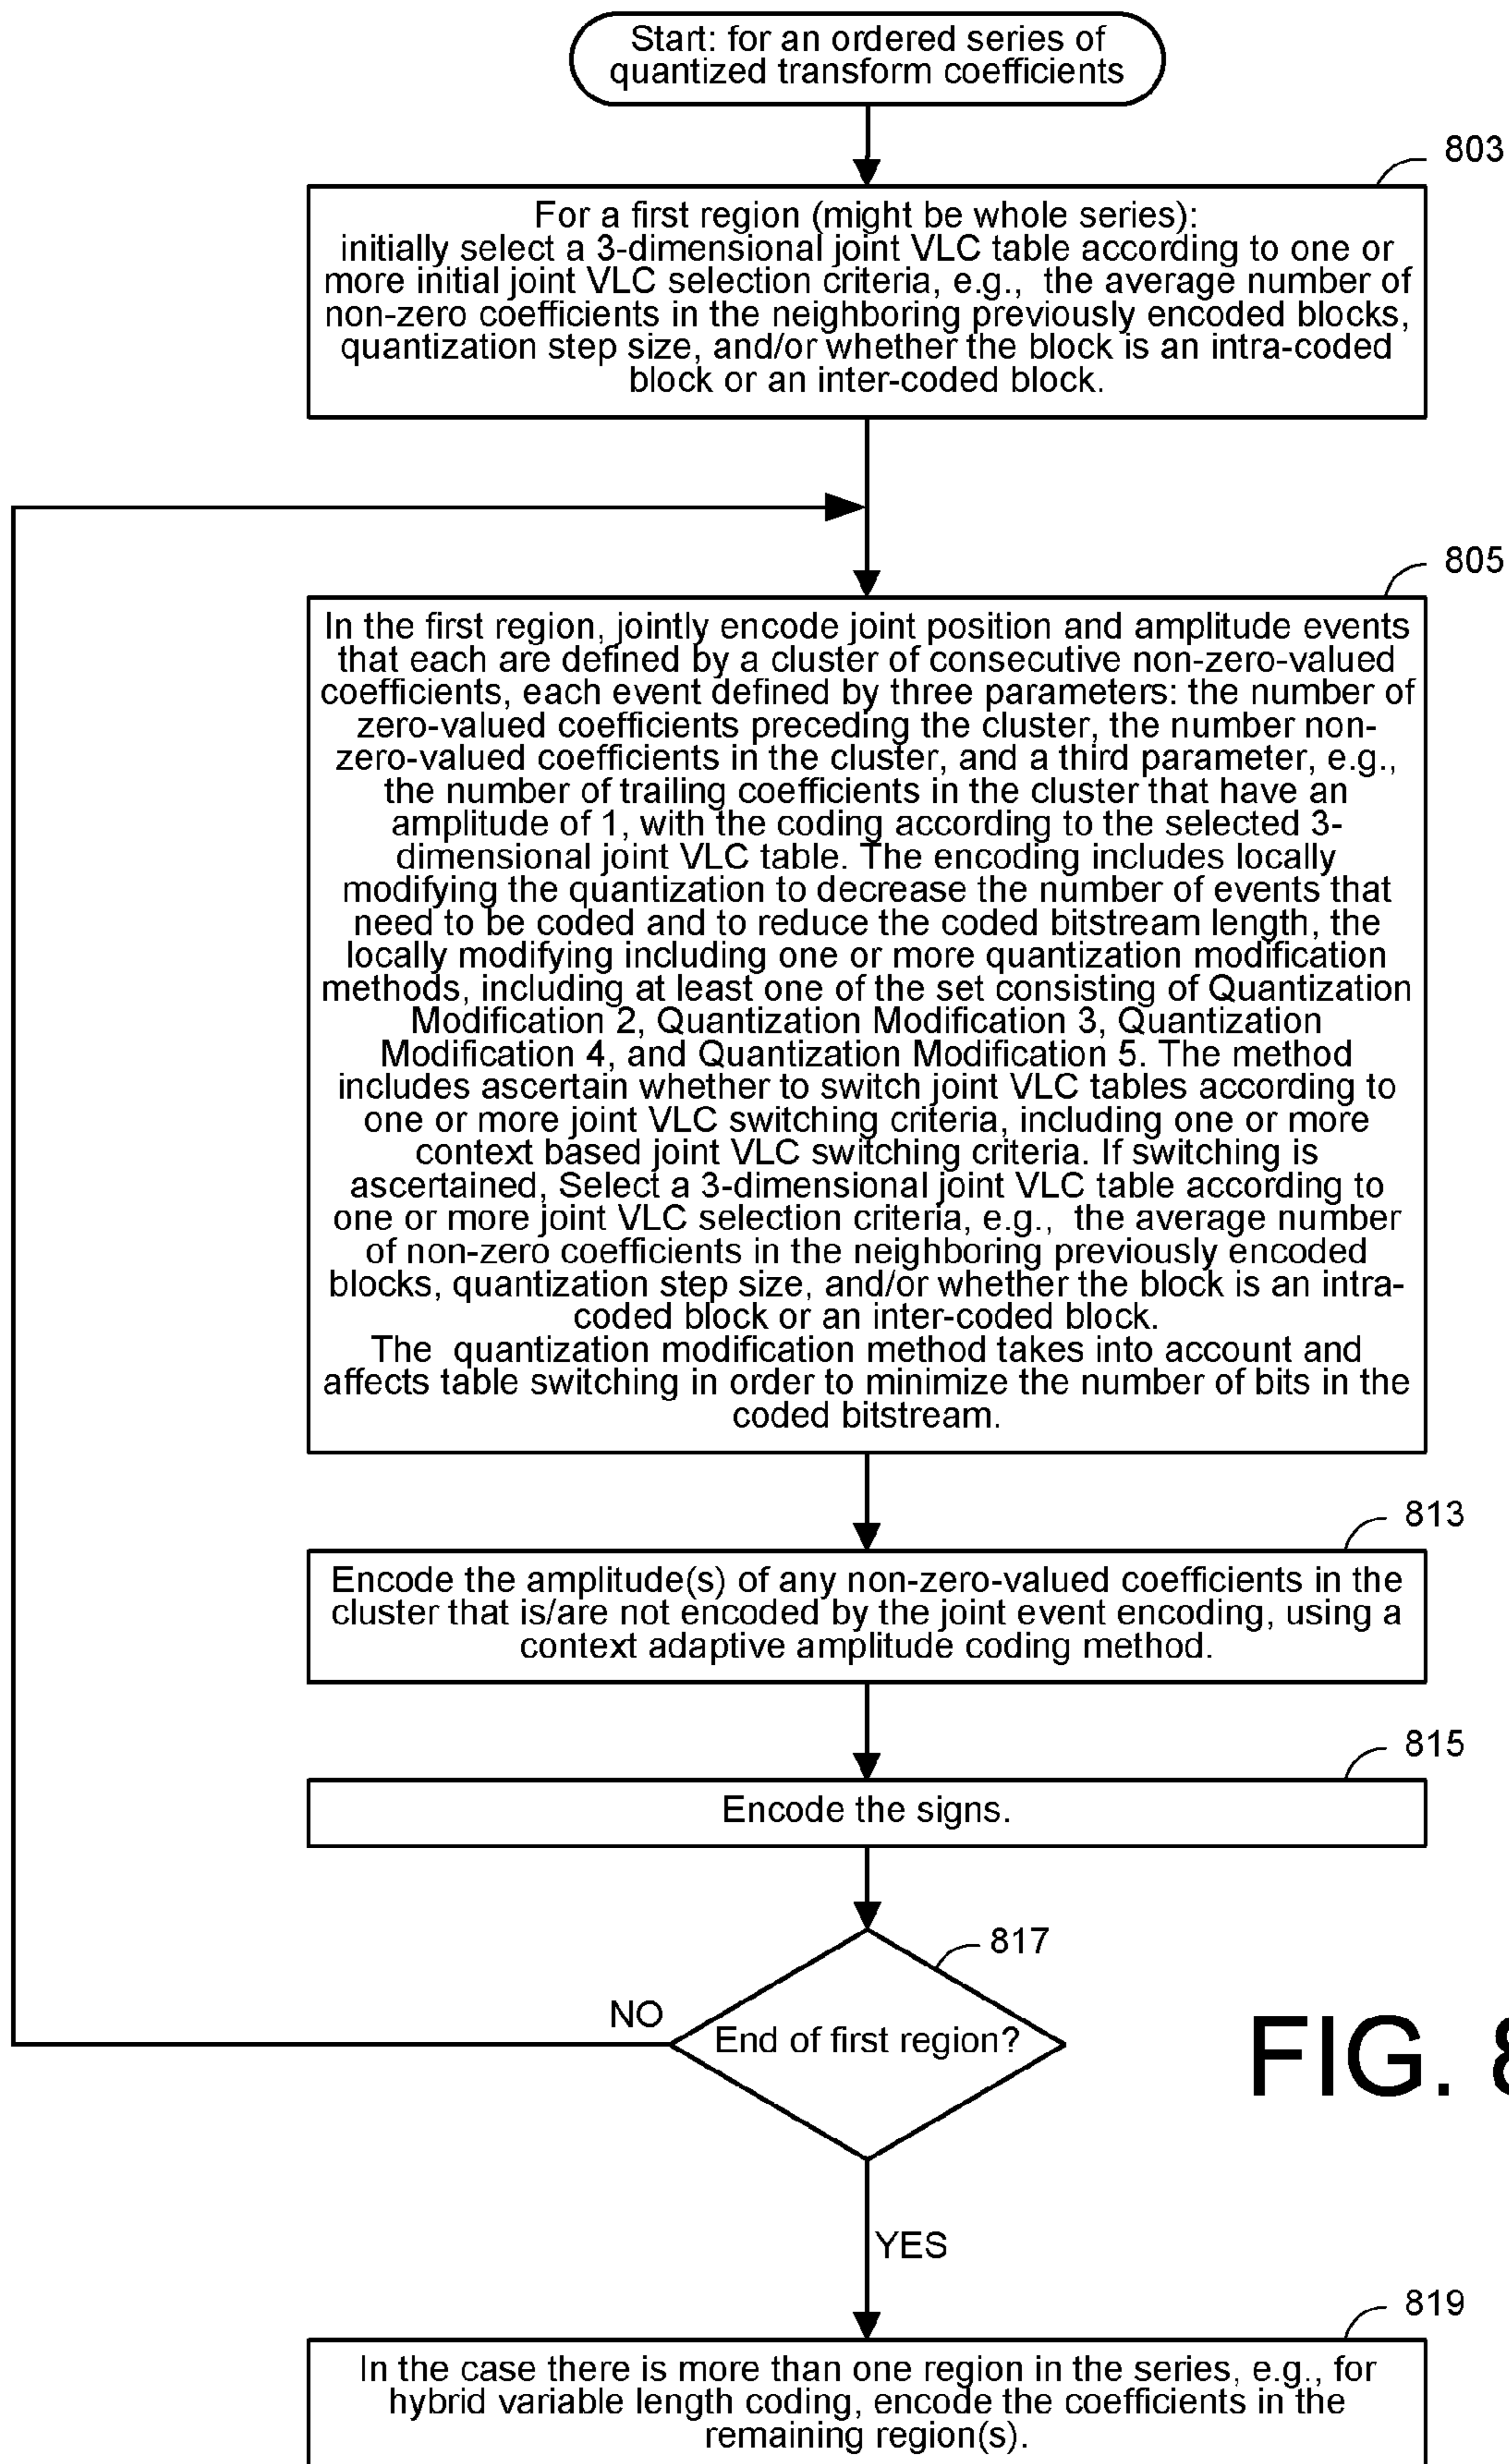 Start: for an ordered series of
quantized transform coefficients
803
For a first region (might be whole series):
initially select a 3-dimensional joint VLC table according to one or
more initial joint VLC selection criteria, e.g., the average number of
non-zero coefficients in the neighboring previously encoded blocks,
quantization step size, and/or whether the block is an intra-coded
block or an inter-coded block.
805
In the first region, jointly encode joint position and amplitude events
that each are defined by a cluster of consecutive non-zero-valued
coefficients, each event defined by three parameters: the number of
zero-valued coefficients preceding the cluster, the number non-
zero-valued coefficients in the cluster, and a third parameter, e.g.,
the number of trailing coefficients in the cluster that have an
amplitude of 1, with the coding according to the selected 3-
dimensional joint VLC table. The encoding includes locally
modifying the quantization to decrease the number of events that
need to be coded and to reduce the coded bitstream length, the
locally modifying including one or more quantization modification
methods, including at least one of the set consisting of Quantization
Modification 2, Quantization Modification 3, Quantization
Modification 4, and Quantization Modification 5. The method
includes ascertain whether to switch joint VLC tables according to
one or more joint VLC switching criteria, including one or more
context based joint VLC switching criteria. If switching is
ascertained, Select a 3-dimensional joint VLC table according to
one or more joint VLC selection criteria, e.g., the average number
of non-zero coefficients in the neighboring previously encoded
blocks, quantization step size, and/or whether the block is an intra-
coded block or an inter-coded block.
The quantization modification method takes into account and
affects table switching in order to minimize the number of bits in the
coded bitstream.
813
Encode the amplitude(s) of any non-zero-valued coefficients in the
cluster that is/are not encoded by the joint event encoding, using a
context adaptive amplitude coding method.
815
Encode the signs.
817
NO
End of first region?
FIG. 8
YES
819
In the case there is more than one region in the series, e.g., for
hybrid variable length coding, encode the coefficients in the
remaining region(s).